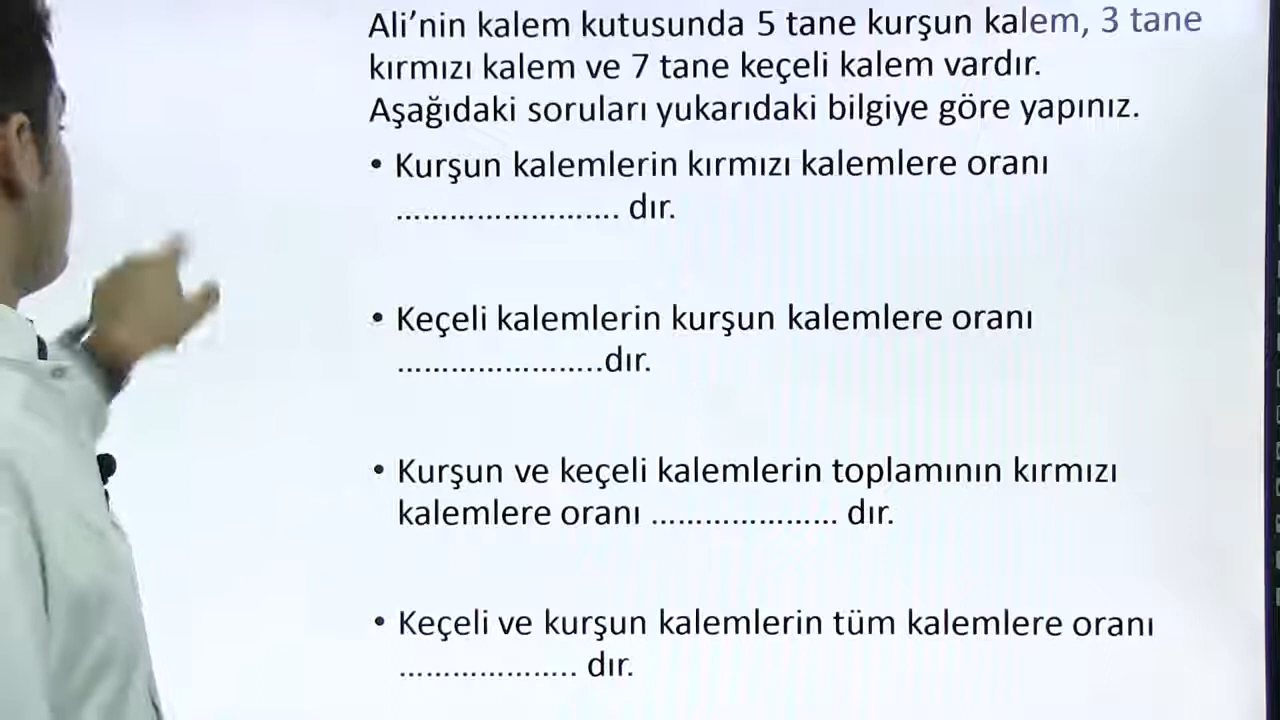 Ali’nin kalem kutusunda 5 tane kurşun kalem, 3 tane
kırmızı kalem ve 7 tane keçeli kalem vardır.
Aşağıdaki soruları yukarıdaki bilgiye göre yapınız.
• Kurşun kalemlerin kırmızı kalemlere oranı
......................... dır.
• Keçeli kalemlerin kurşun kalemlere oranı
.......................dır.
• Kurşun ve keçeli kalemlerin toplamının kırmızı
kalemlere oranı ..................... dır.
• Keçeli ve kurşun kalemlerin tüm kalemlere oranı
.................... dır.